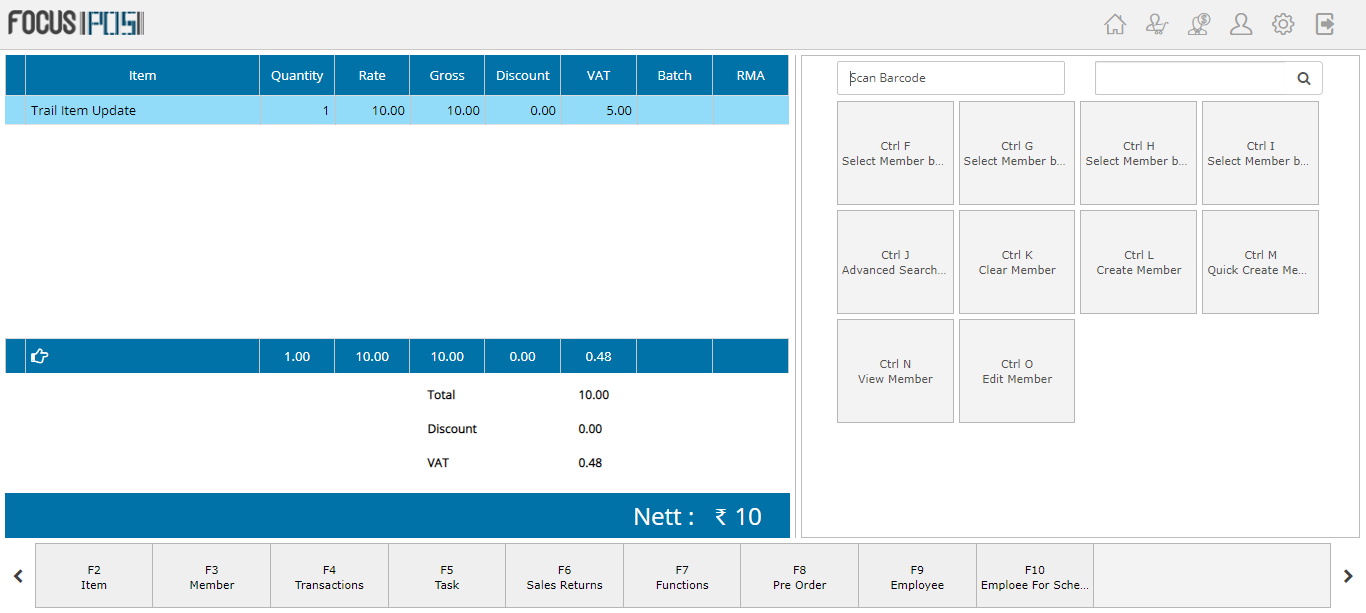 FOCUS POS
Item Quantity Rate Gross Discount VAT Batch RMA
Trail Item Update 1 10.00 10.00 0.00 5.00
1.00 10.00 10.00 0.00 0.48
Total 10.00
Discount 0.00
VAT 0.48
Nett : ₹ 10
Scan Barcode
Ctrl F
Select Member b...
Ctrl G
Select Member b...
Ctrl H
Select Member b...
Ctrl I
Select Member b...
Ctrl J
Advanced Search...
Ctrl K
Clear Member
Ctrl L
Create Member
Ctrl M
Quick Create Me...
Ctrl N
View Member
Ctrl O
Edit Member
F2
Item
F3
Member
F4
Transactions
F5
Task
F6
Sales Returns
F7
Functions
F8
Pre Order
F9
Employee
F10
Emploee For Sche...